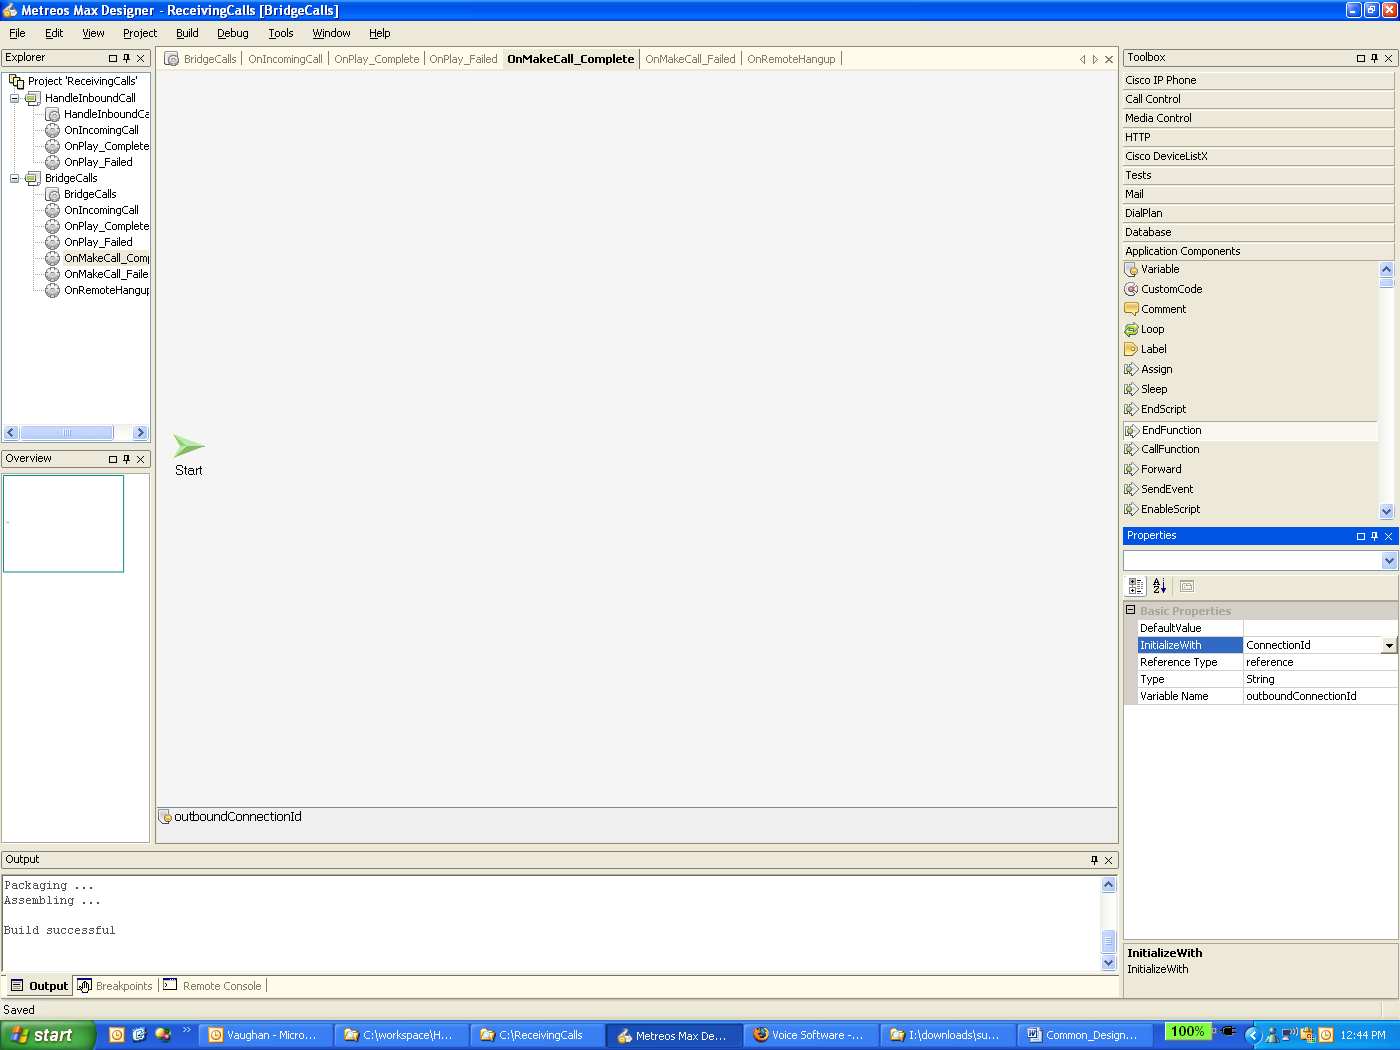 Metreos Max Designer - ReceivingCalls [BridgeCalls]
File Edit View Project Build Debug Tools Window Help
Explorer
Project 'ReceivingCalls'
HandleInboundCall
HandleInboundCa
OnIncomingCall
OnPlay_Complete
OnPlay_Failed
BridgeCalls
BridgeCalls
OnIncomingCall
OnPlay_Complete
OnPlay_Failed
OnMakeCall_Comp
OnMakeCall_Faile
OnRemoteHangup
Overview
BridgeCalls OnIncomingCall OnPlay_Complete OnPlay_Failed OnMakeCall_Complete OnMakeCall_Failed OnRemoteHangup
Start
outboundConnectionId
Toolbox
Cisco IP Phone
Call Control
Media Control
HTTP
Cisco DeviceListX
Tests
Mail
DialPlan
Database
Application Components
Variable
CustomCode
Comment
Loop
Label
Assign
Sleep
EndScript
EndFunction
CallFunction
Forward
SendEvent
EnableScript
Properties
Basic Properties
DefaultValue
InitializeWith ConnectionId
Reference Type reference
Type String
Variable Name outboundConnectionId
InitializeWith
InitializeWith
Output
Packaging ...
Assembling ...
Build successful
Output Breakpoints Remote Console
Saved
start Vaughan - Micro... C:\workspace\H... C:\ReceivingCalls Metreos Max De... Voice Software -... I:\downloads\su... Common_Design... 100% 12:44 PM